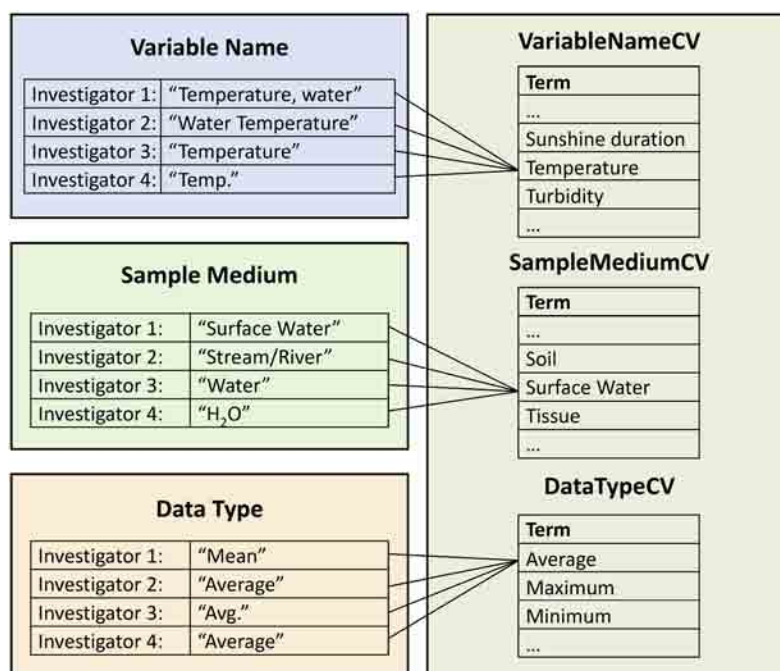 Variable Name
Investigator 1: “Temperature, water”
Investigator 2: “Water Temperature”
Investigator 3: “Temperature”
Investigator 4: “Temp.”
Sample Medium
Investigator 1: “Surface Water”
Investigator 2: “Stream/River”
Investigator 3: “Water”
Investigator 4: “H₂O”
Data Type
Investigator 1: “Mean”
Investigator 2: “Average”
Investigator 3: “Avg.”
Investigator 4: “Average”
VariableNameCV
Term
...
Sunshine duration
Temperature
Turbidity
...
SampleMediumCV
Term
...
Soil
Surface Water
Tissue
...
DataTypeCV
Term
Average
Maximum
Minimum
...